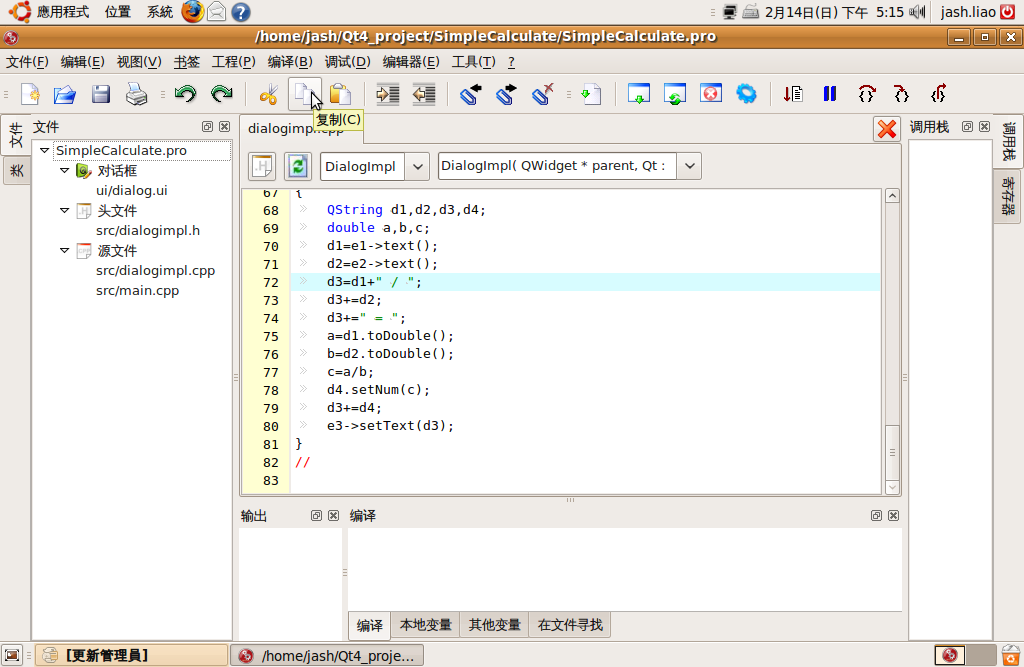 應用程式 位置 系統 2月14日(日) 下午 5:15 jash.liao
/home/jash/Qt4_project/SimpleCalculate/SimpleCalculate.pro
文件(F) 编辑(E) 视图(V) 书签 工程(P) 编译(B) 调试(D) 编辑器(E) 工具(T) ?
复制(C)
文件
类
文件
SimpleCalculate.pro
对话框
ui/dialog.ui
头文件
src/dialogimpl.h
源文件
src/dialogimpl.cpp
src/main.cpp
dialogimpl.cpp
DialogImpl DialogImpl( QWidget * parent, Qt :
67 {
68 QString d1,d2,d3,d4;
69 double a,b,c;
70 d1=e1->text();
71 d2=e2->text();
72 d3=d1+" / ";
73 d3+=d2;
74 d3+=" = ";
75 a=d1.toDouble();
76 b=d2.toDouble();
77 c=a/b;
78 d4.setNum(c);
79 d3+=d4;
80 e3->setText(d3);
81 }
82 //
83
调用栈
调用栈
寄存器
输出 编译
编译 本地变量 其他变量 在文件寻找
[更新管理員] /home/jash/Qt4_proje...